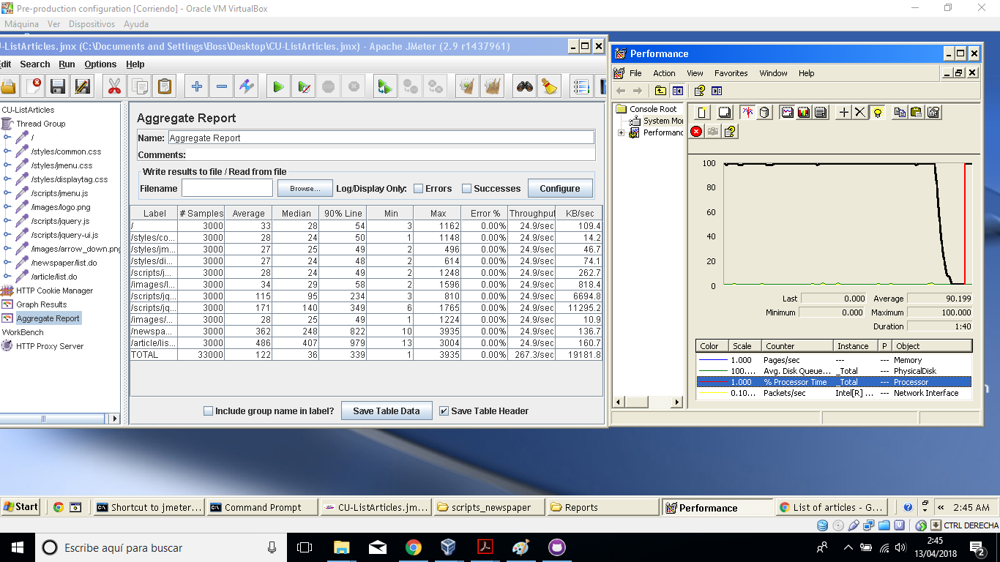 Pre-production configuration [Corriendo] - Oracle VM VirtualBox
Máquina Ver Dispositivos Ayuda
-ListArticles.jmx (C:\Documents and Settings\Boss\Desktop\CU-ListArticles.jmx) - Apache JMeter (2.9 r1437961)
dit Search Run Options Help
CU-ListArticles
Thread Group
/
/styles/common.css
/styles/jmenu.css
/styles/displaytag.css
/scripts/jmenu.js
/images/logo.png
/scripts/jquery.js
/scripts/jquery-ui.js
/images/arrow_down.png
/newspaper/list.do
/article/list.do
HTTP Cookie Manager
Graph Results
Aggregate Report
WorkBench
HTTP Proxy Server
Aggregate Report
Name: Aggregate Report
Comments:
Write results to file / Read from file
Filename Browse... Log/Display Only: Errors Successes Configure
Label # Samples Average Median 90% Line Min Max Error % Throughput KB/sec
/ 3000 33 28 54 3 1162 0.00% 24.9/sec 109.4
/styles/co... 3000 28 24 50 1 1148 0.00% 24.9/sec 14.2
/styles/jm... 3000 27 25 49 2 496 0.00% 24.9/sec 46.7
/styles/di... 3000 27 24 48 2 614 0.00% 24.9/sec 74.1
/scripts/j... 3000 28 24 49 2 1248 0.00% 24.9/sec 262.7
/images/l... 3000 34 29 58 2 1596 0.00% 24.9/sec 818.4
/scripts/jq... 3000 115 95 234 3 810 0.00% 24.9/sec 6694.8
/scripts/jq... 3000 171 140 349 6 1765 0.00% 24.9/sec 11295.2
/images/... 3000 28 25 49 1 1224 0.00% 24.9/sec 10.9
/newspa... 3000 362 248 822 10 3935 0.00% 24.9/sec 136.7
/article/lis... 3000 486 407 979 13 3004 0.00% 24.9/sec 160.7
TOTAL 33000 122 36 339 1 3935 0.00% 267.3/sec 19181.8
Include group name in label? Save Table Data Save Table Header
Performance
File Action View Favorites Window Help
Console Root
System Mo
Performanc
100
80
60
40
20
0
Last 0.000 Average 90.199
Minimum 0.000 Maximum 100.000
Duration 1:40
Color Scale Counter Instance P Object
1.000 Pages/sec --- --- Memory
100.... Avg. Disk Queue... _Total --- PhysicalDisk
1.000 % Processor Time _Total --- Processor
0.10... Packets/sec Intel[R] ... --- Network Interface
Start Shortcut to jmeter... Command Prompt CU-ListArticles.jm... scripts_newspaper Reports Performance List of articles - G... « 2:45 AM
CTRL DERECHA
Escribe aquí para buscar
2:45
13/04/2018
2